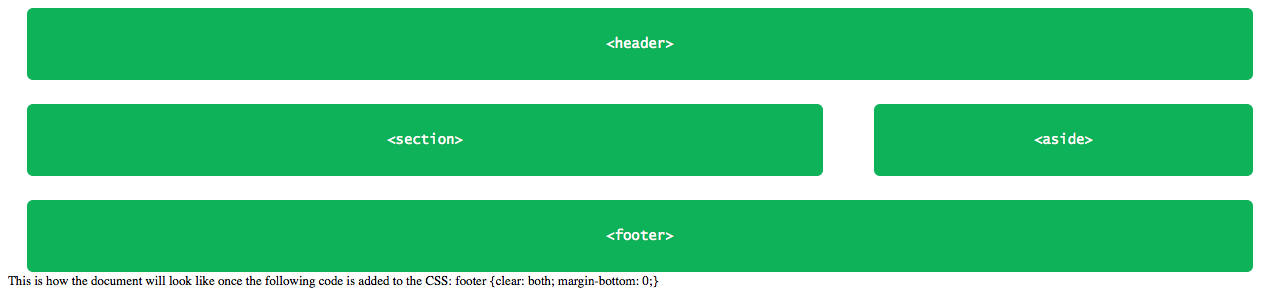 <header>
<section> <aside>
<footer>
This is how the document will look like once the following code is added to the CSS: footer {clear: both; margin-bottom: 0;}